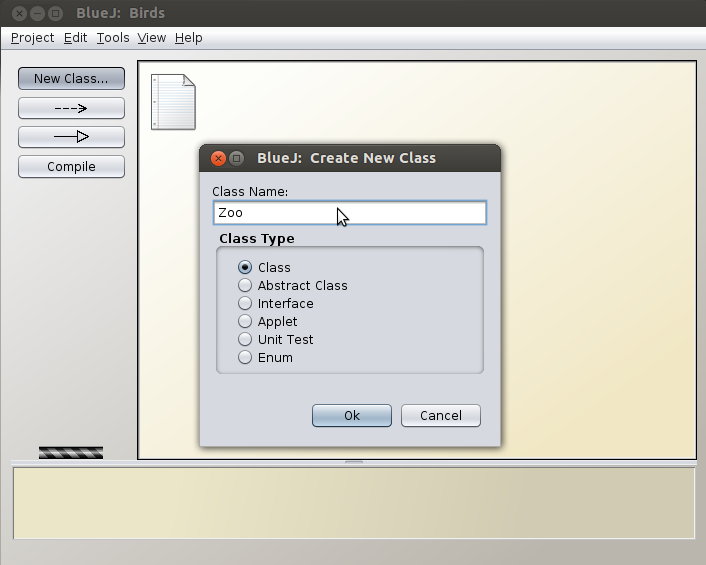 BlueJ: Birds
Project Edit Tools View Help
New Class...
Compile
BlueJ: Create New Class
Class Name:
Zoo
Class Type
Class
Abstract Class
Interface
Applet
Unit Test
Enum
Ok Cancel